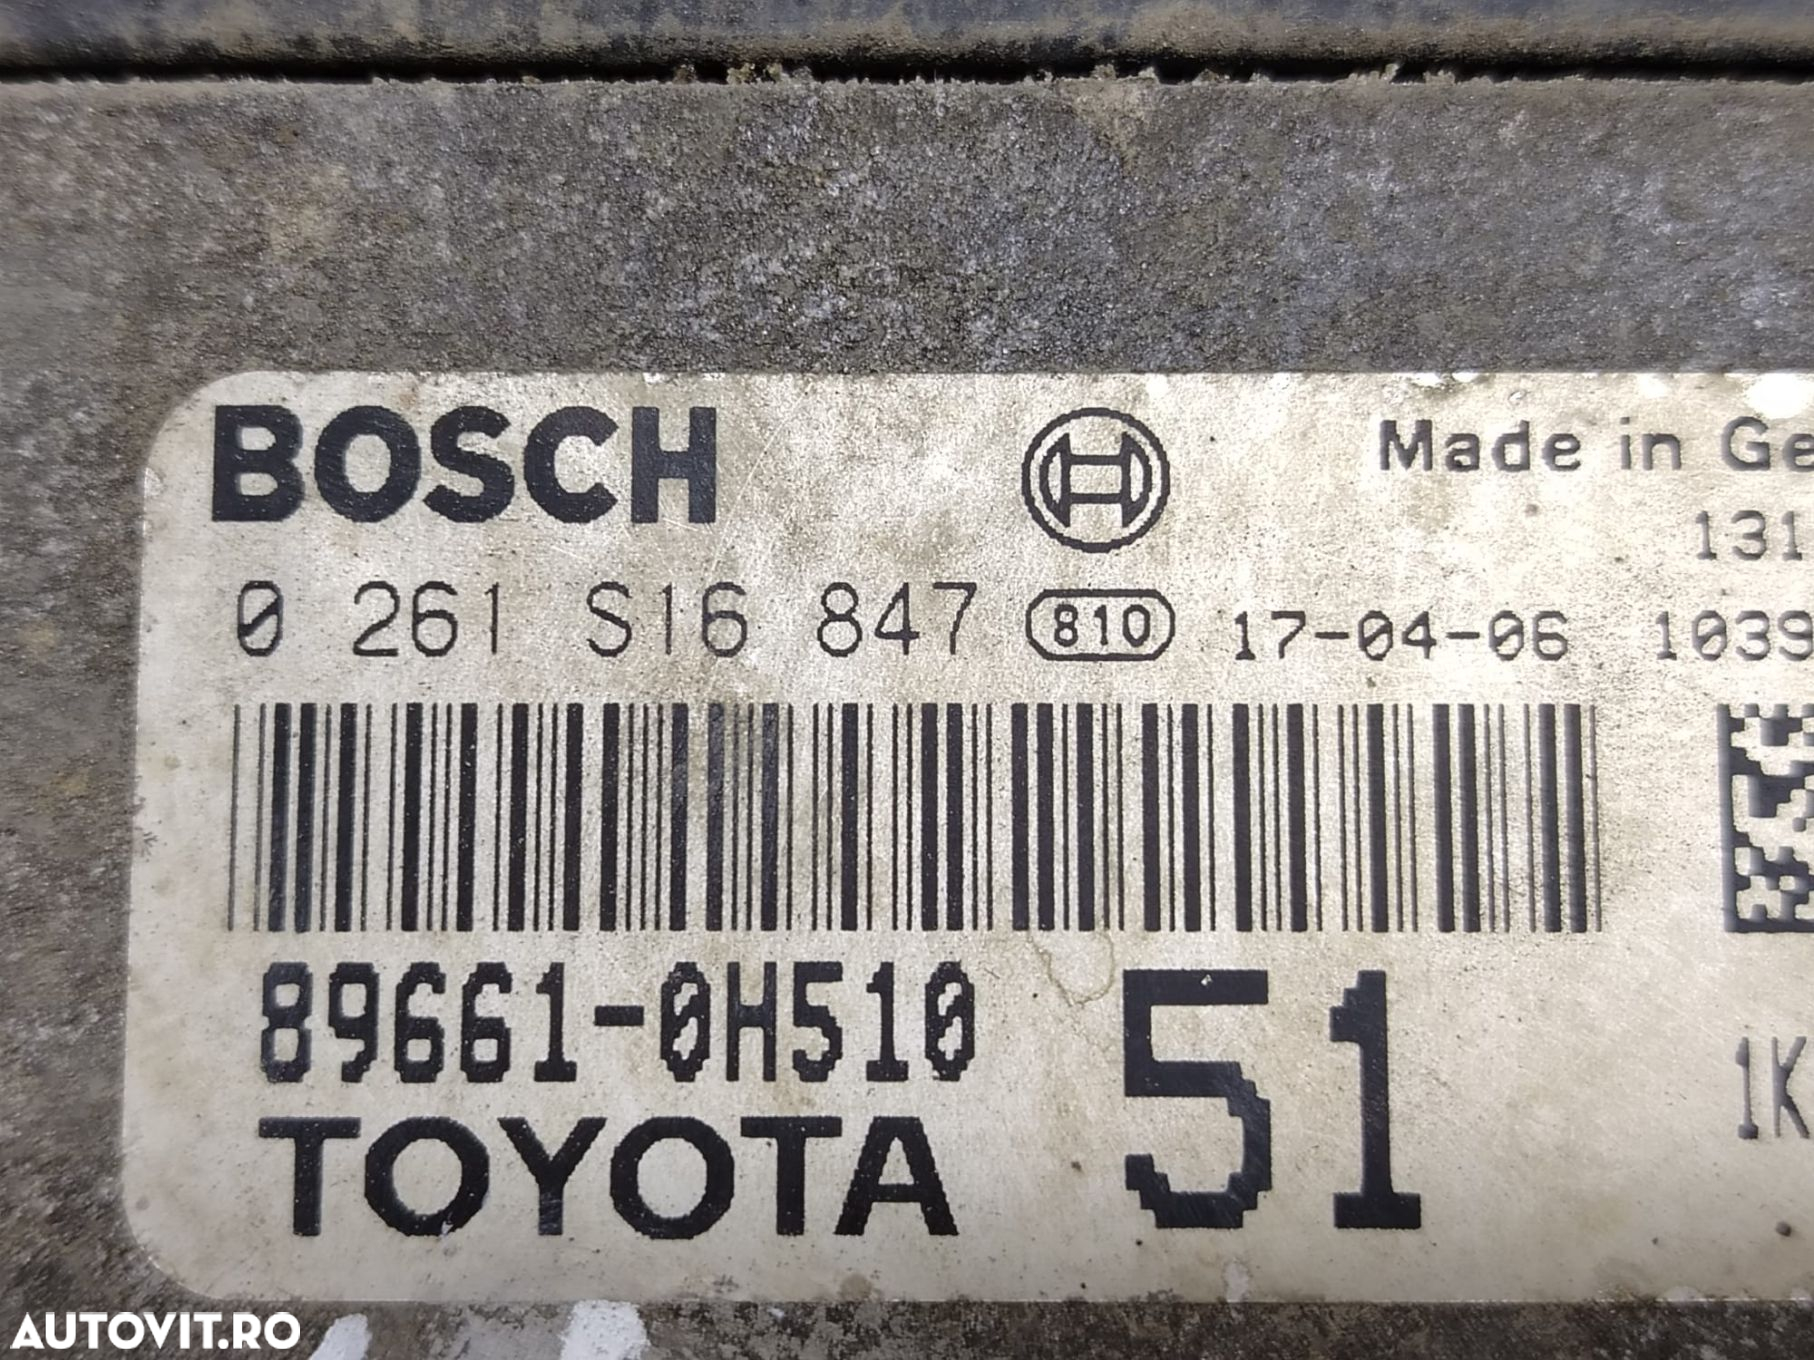 BOSCH
Made in Ge
131
0 261 S16 847 810 17-04-06 1039
89661-0H510
51
1K
TOYOTA
AUTOVIT.RO